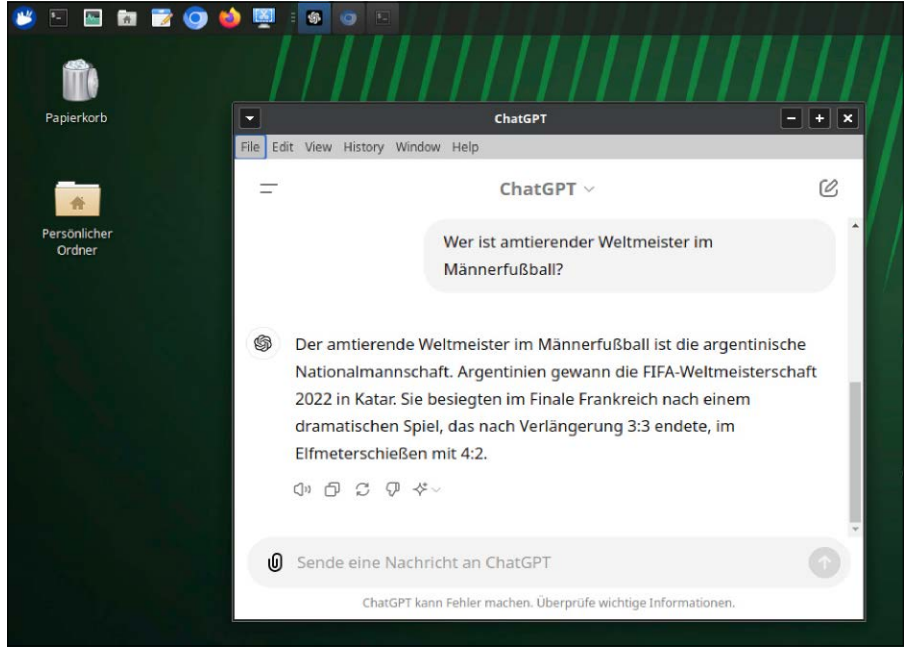 Papierkorb
Persönlicher
Ordner
ChatGPT
File Edit View History Window Help
ChatGPT
Wer ist amtierender Weltmeister im
Männerfußball?
Der amtierende Weltmeister im Männerfußball ist die argentinische
Nationalmannschaft. Argentinien gewann die FIFA-Weltmeisterschaft
2022 in Katar. Sie besiegten im Finale Frankreich nach einem
dramatischen Spiel, das nach Verlängerung 3:3 endete, im
Elfmeterschießen mit 4:2.
Sende eine Nachricht an ChatGPT
ChatGPT kann Fehler machen. Überprüfe wichtige Informationen.